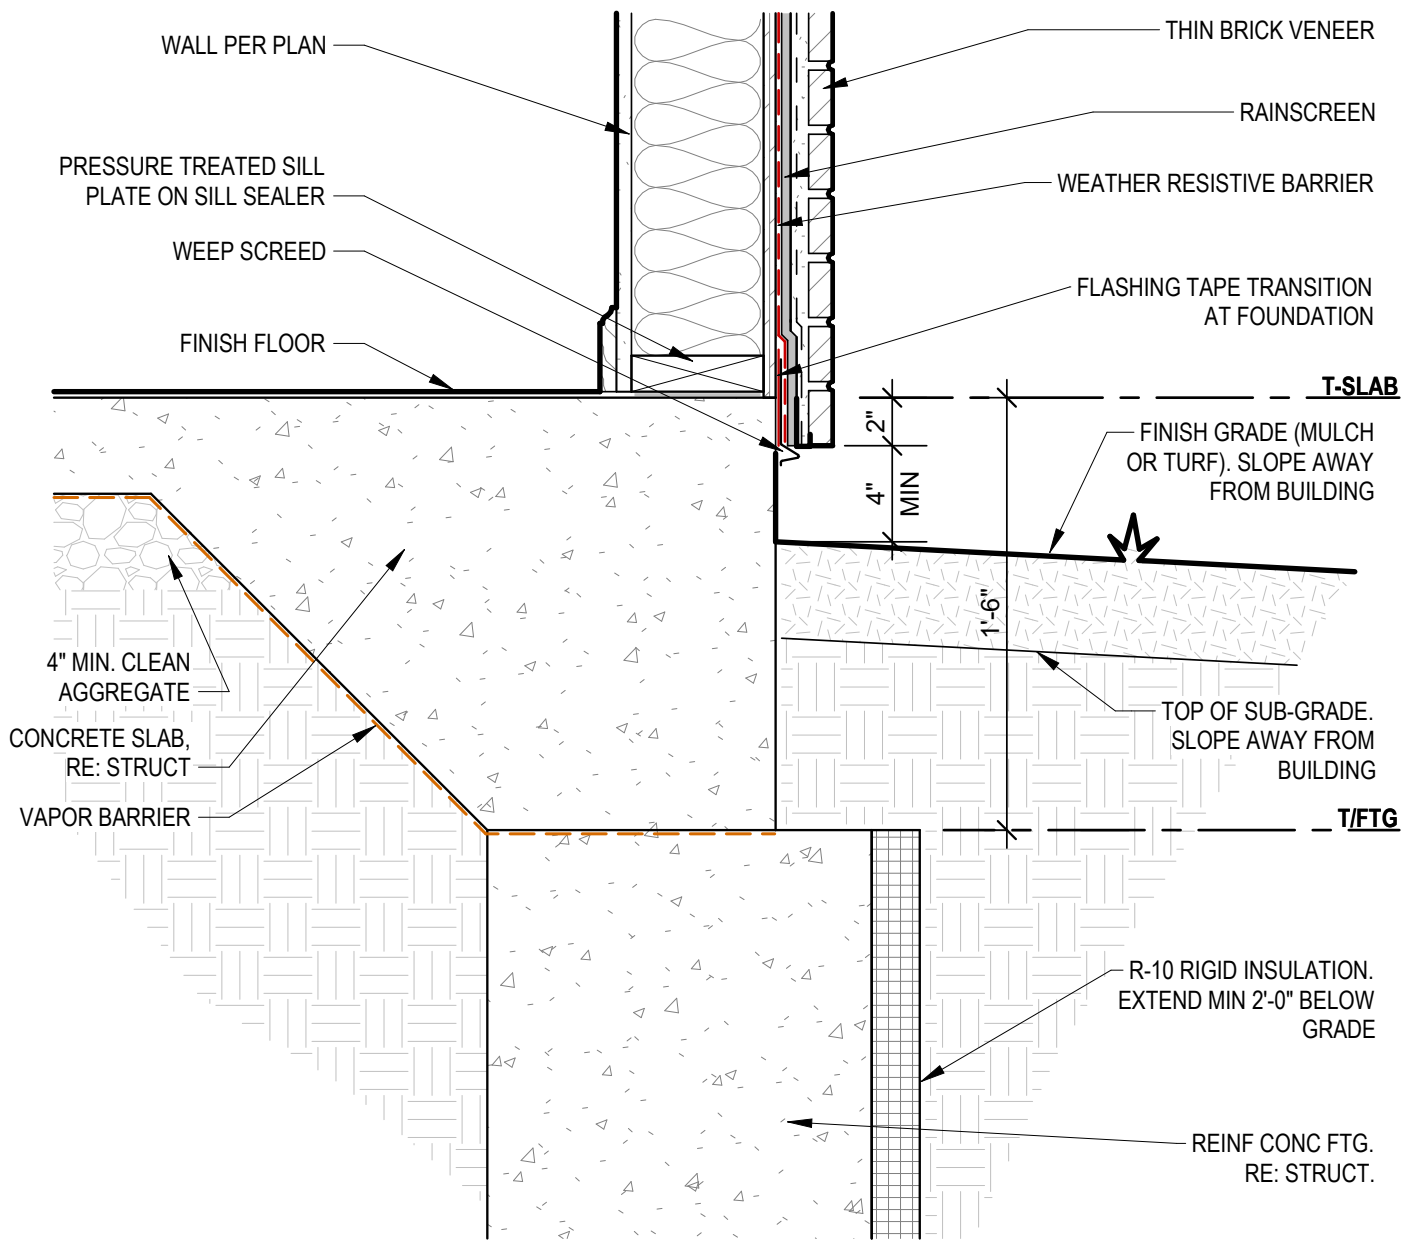 WALL PER PLAN
PRESSURE TREATED SILL
PLATE ON SILL SEALER
WEEP SCREED
FINISH FLOOR
4" MIN. CLEAN
AGGREGATE
CONCRETE SLAB,
RE: STRUCT
VAPOR BARRIER
THIN BRICK VENEER
RAINSCREEN
WEATHER RESISTIVE BARRIER
FLASHING TAPE TRANSITION
AT FOUNDATION
T-SLAB
2"
4"
MIN
1'-6"
FINISH GRADE (MULCH
OR TURF). SLOPE AWAY
FROM BUILDING
TOP OF SUB-GRADE.
SLOPE AWAY FROM
BUILDING
T/FTG
R-10 RIGID INSULATION.
EXTEND MIN 2'-0" BELOW
GRADE
REINF CONC FTG.
RE: STRUCT.